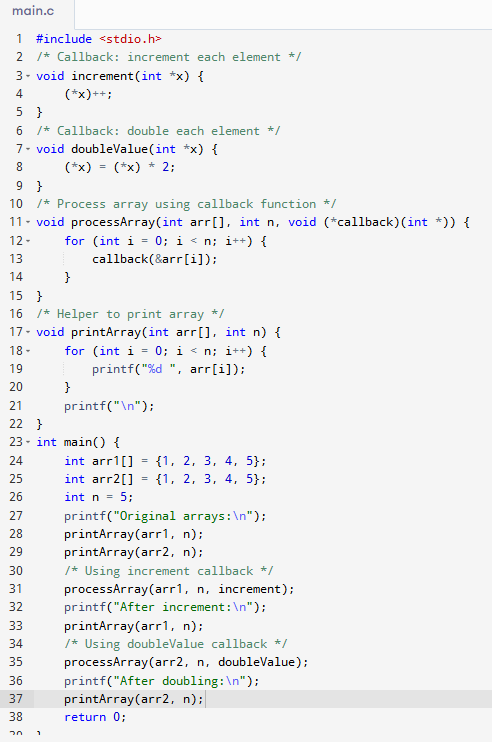 main.c
1 #include <stdio.h>
2 /* Callback: increment each element */
3 void increment(int *x) {
4     (*x)++;
5 }
6 /* Callback: double each element */
7 void doubleValue(int *x) {
8     (*x) = (*x) * 2;
9 }
10 /* Process array using callback function */
11 void processArray(int arr[], int n, void (*callback)(int *)) {
12     for (int i = 0; i < n; i++) {
13         callback(&arr[i]);
14     }
15 }
16 /* Helper to print array */
17 void printArray(int arr[], int n) {
18     for (int i = 0; i < n; i++) {
19         printf("%d ", arr[i]);
20     }
21     printf("\n");
22 }
23 int main() {
24     int arr1[] = {1, 2, 3, 4, 5};
25     int arr2[] = {1, 2, 3, 4, 5};
26     int n = 5;
27     printf("Original arrays:\n");
28     printArray(arr1, n);
29     printArray(arr2, n);
30     /* Using increment callback */
31     processArray(arr1, n, increment);
32     printf("After increment:\n");
33     printArray(arr1, n);
34     /* Using doubleValue callback */
35     processArray(arr2, n, doubleValue);
36     printf("After doubling:\n");
37     printArray(arr2, n);
38     return 0;
39 }